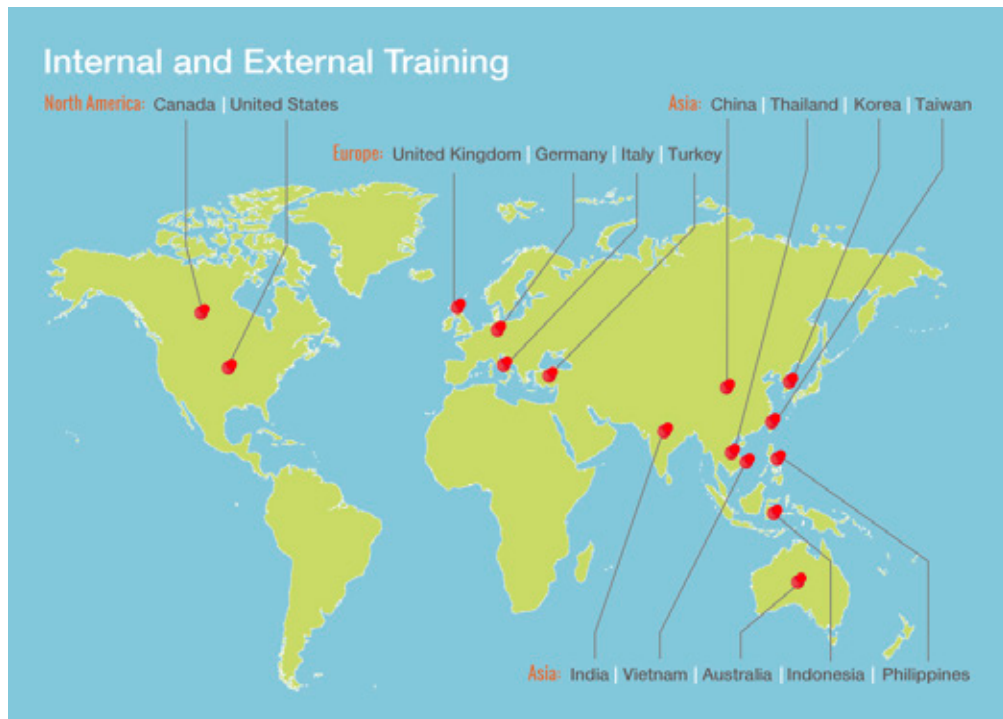 Internal and External Training
North America: Canada | United States
Asia: China | Thailand | Korea | Taiwan
Europe: United Kingdom | Germany | Italy | Turkey
Asia: India | Vietnam | Australia | Indonesia | Philippines